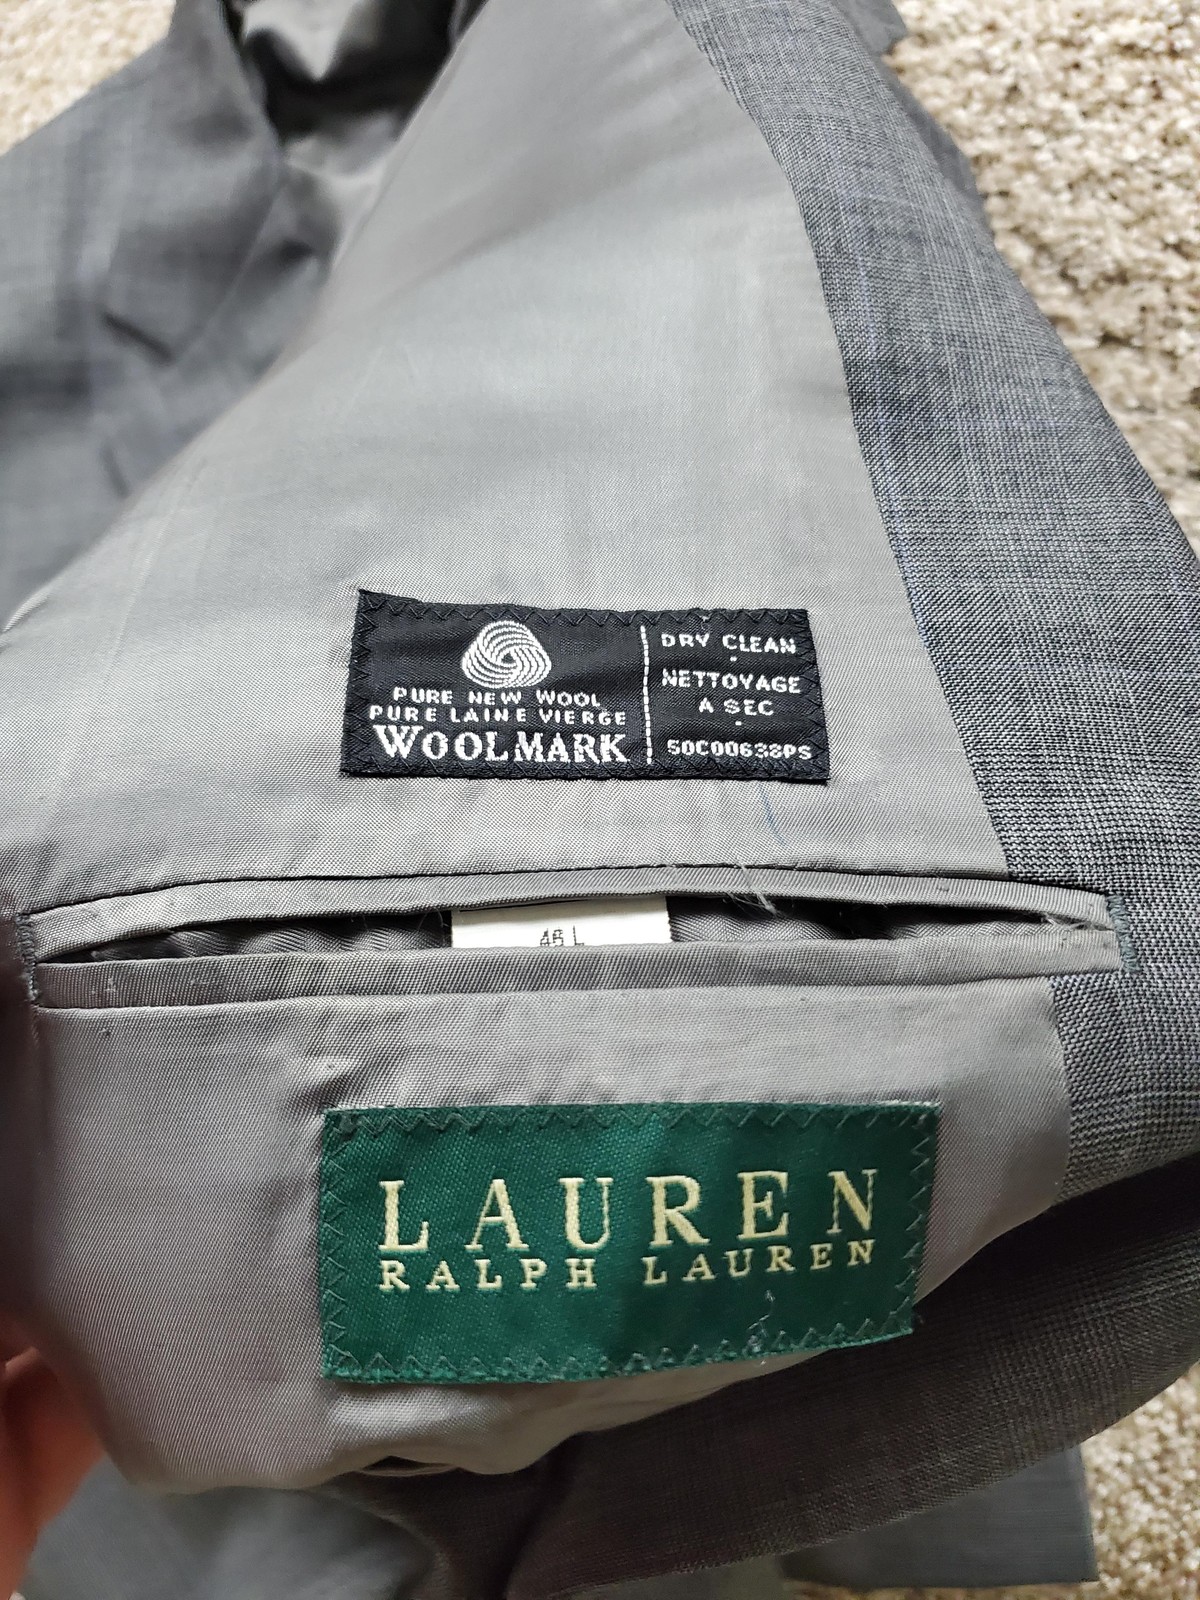 PURE NEW WOOL
PURE LAINE VIERGE
WOOLMARK
DRY CLEAN
NETTOYAGE
A SEC
50C00638PS
46 L
LAUREN
RALPH LAUREN